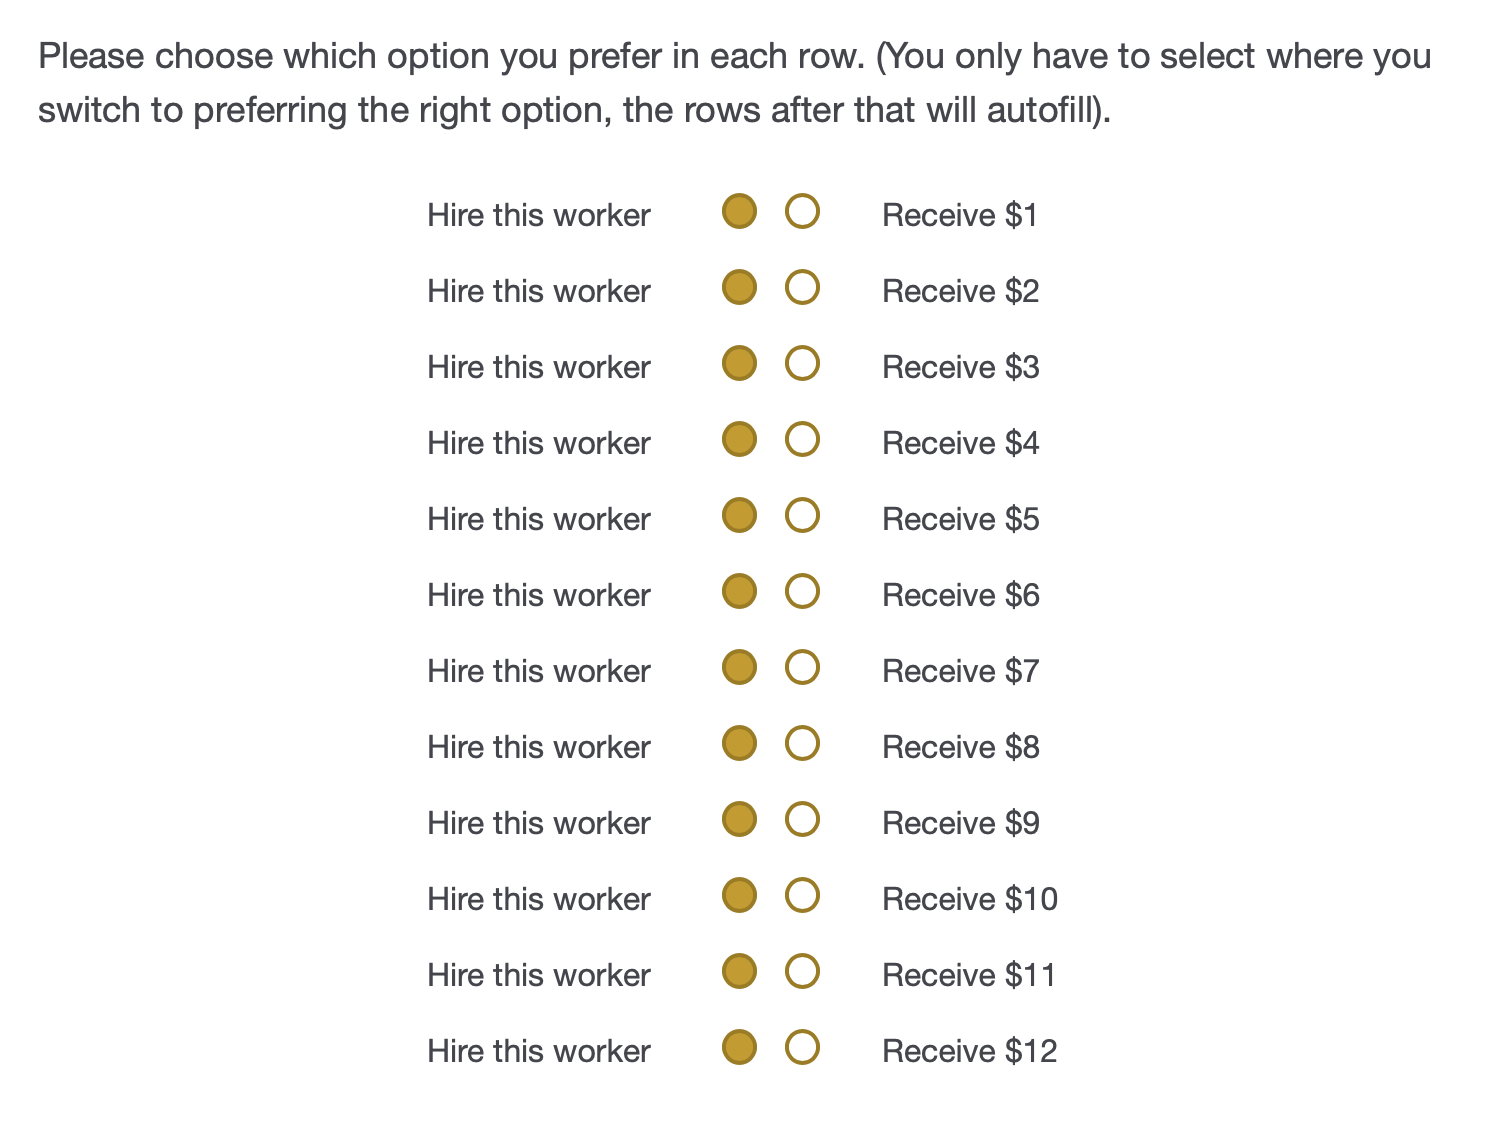 Please choose which option you prefer in each row. (You only have to select where you
switch to preferring the right option, the rows after that will autofill).
Hire this worker Receive $1
Hire this worker Receive $2
Hire this worker Receive $3
Hire this worker Receive $4
Hire this worker Receive $5
Hire this worker Receive $6
Hire this worker Receive $7
Hire this worker Receive $8
Hire this worker Receive $9
Hire this worker Receive $10
Hire this worker Receive $11
Hire this worker Receive $12